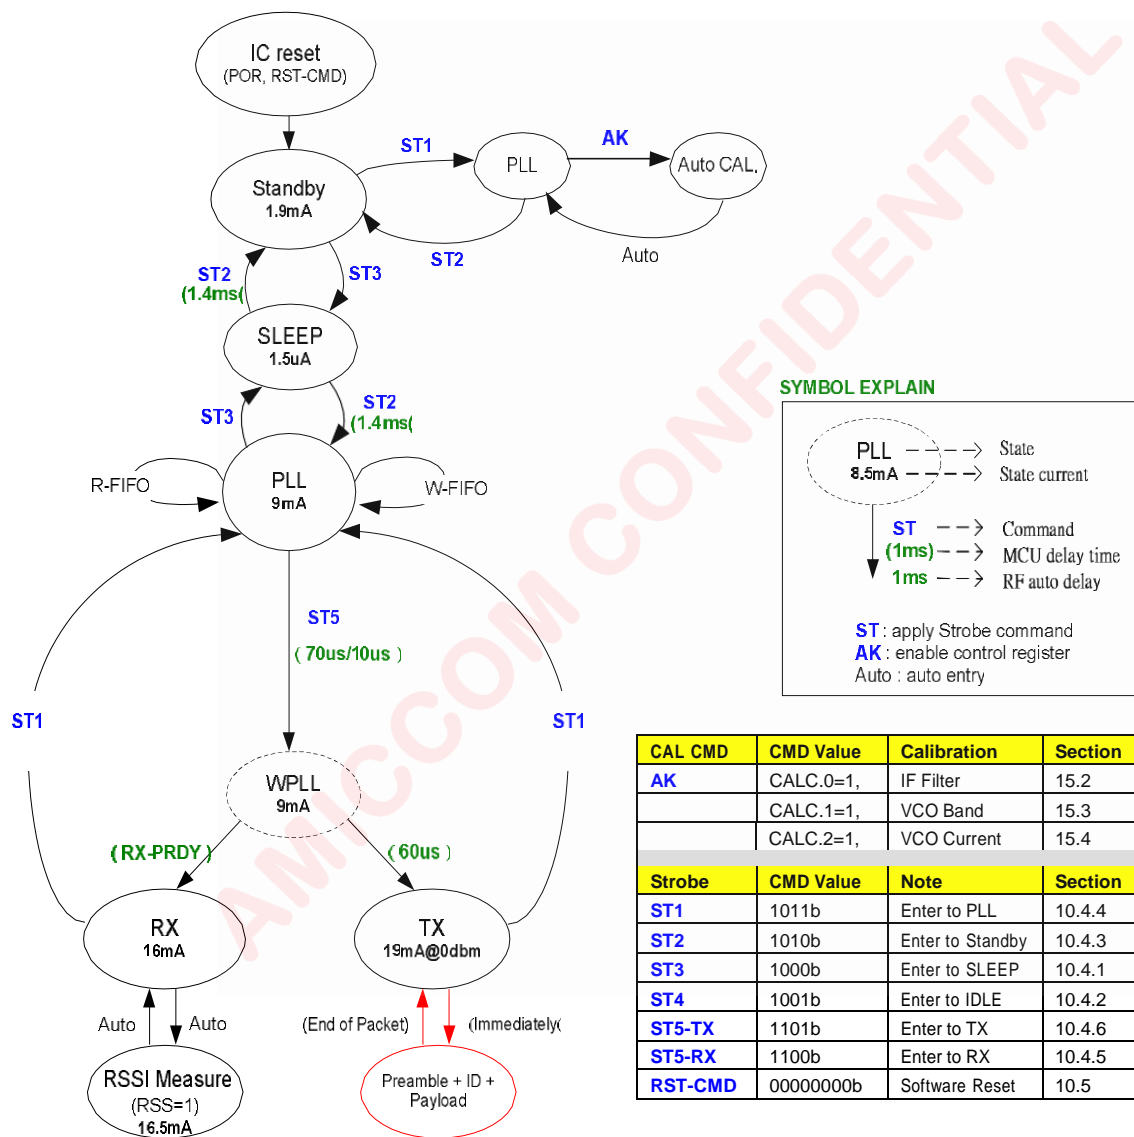 IC reset
(POR, RST-CMD)
ST1
AK
PLL
Auto CAL.
Standby
1.9mA
ST2
Auto
ST2
(1.4ms(
ST3
SLEEP
1.5uA
ST3
ST2
(1.4ms(
R-FIFO
PLL
9mA
W-FIFO
ST5
( 70us/10us )
ST1
ST1
WPLL
9mA
( RX-PRDY)
( 60us )
RX
16mA
TX
19mA@0dbm
Auto
Auto
(End of Packet)
(Immediately(
RSSI Measure
(RSS=1)
16.5mA
Preamble + ID +
Payload
SYMBOL EXPLAIN
PLL
8.5mA
State
State current
ST
Command
(1ms)
MCU delay time
1ms
RF auto delay
ST : apply Strobe command
AK : enable control register
Auto : auto entry
CAL CMD CMD Value Calibration Section
AK CALC.0=1, IF Filter 15.2
CALC.1=1, VCO Band 15.3
CALC.2=1, VCO Current 15.4
Strobe CMD Value Note Section
ST1 1011b Enter to PLL 10.4.4
ST2 1010b Enter to Standby 10.4.3
ST3 1000b Enter to SLEEP 10.4.1
ST4 1001b Enter to IDLE 10.4.2
ST5-TX 1101b Enter to TX 10.4.6
ST5-RX 1100b Enter to RX 10.4.5
RST-CMD 00000000b Software Reset 10.5
AMICCOM CONFIDENTIAL